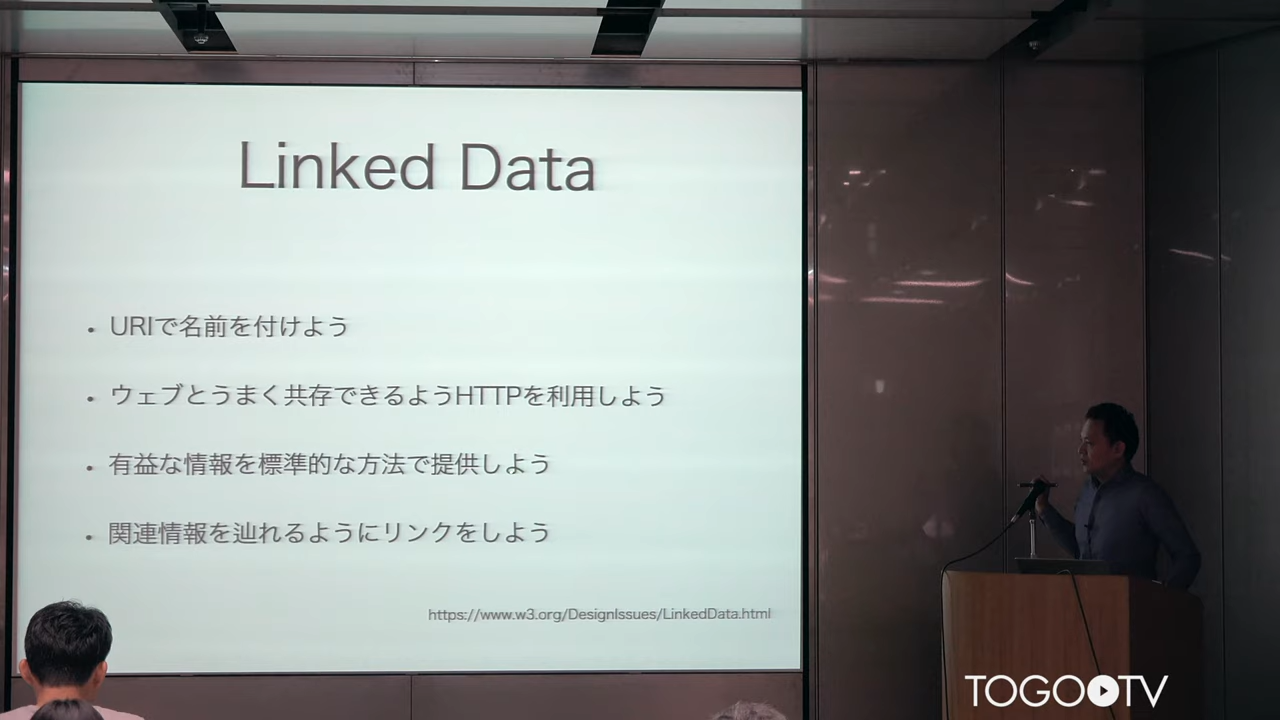 Linked Data
• URIで名前を付けよう
• ウェブとうまく共存できるようHTTPを利用しよう
• 有益な情報を標準的な方法で提供しよう
• 関連情報を辿れるようにリンクをしよう
https://www.w3.org/DesignIssues/LinkedData.html
TOGOTV